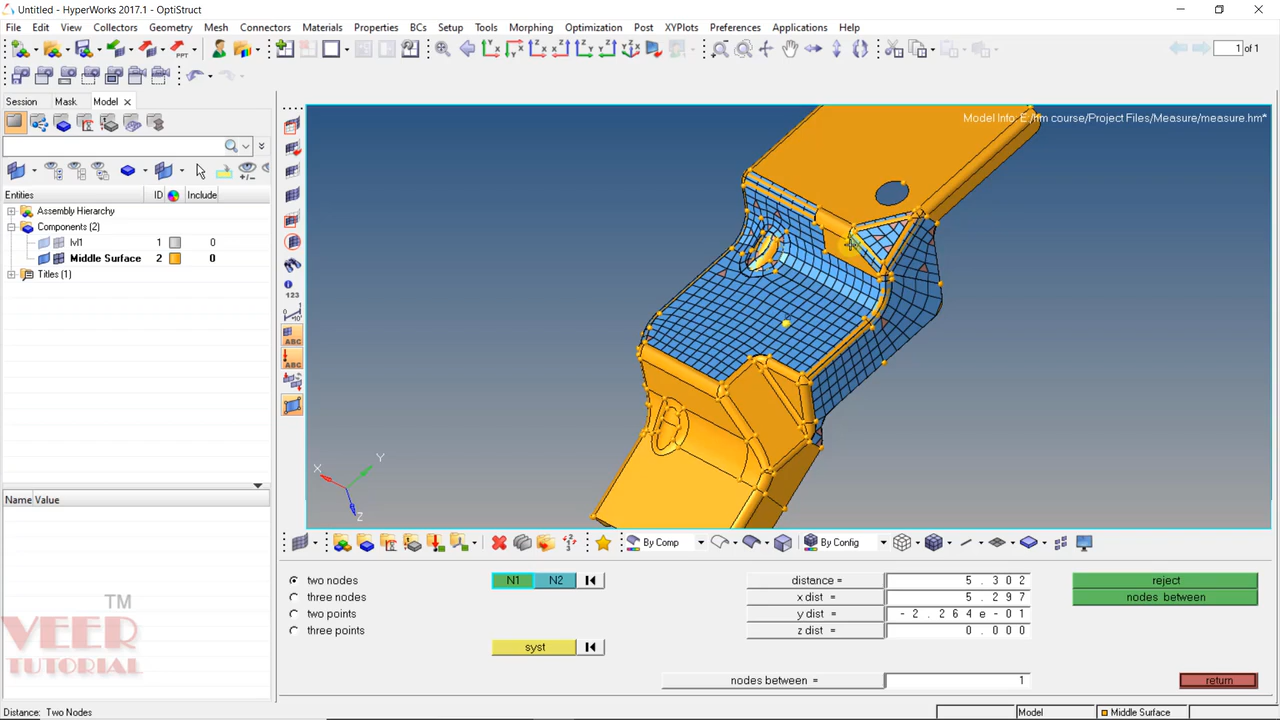 Untitled - HyperWorks 2017.1 - OptiStruct
File Edit View Collectors Geometry Mesh Connectors Materials Properties BCs Setup Tools Morphing Optimization Post XYPlots Preferences Applications Help
1 of 1
Session Mask Model
Model Info: E:/hm course/Project Files/Measure/measure.hm*
Entities ID Include
Assembly Hierarchy
Components (2)
lvl1 1 0
Middle Surface 2 0
Titles (1)
123
ABC
ABC
X Y Z
Name Value
By Comp By Config
two nodes N1 N2 distance = 5.302 reject
three nodes x dist = 5.297 nodes between
two points y dist = -2.264e-01
three points z dist = 0.000
syst
nodes between = 1 return
TM
VEER
TUTORIAL
Distance: Two Nodes Model Middle Surface